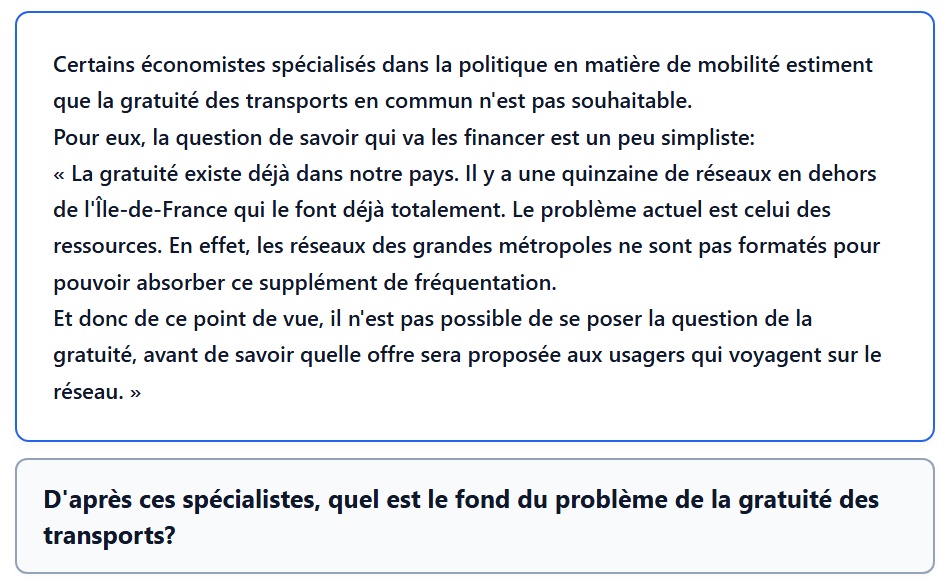 Certains économistes spécialisés dans la politique en matière de mobilité estiment
que la gratuité des transports en commun n'est pas souhaitable.
Pour eux, la question de savoir qui va les financer est un peu simpliste:
« La gratuité existe déjà dans notre pays. Il y a une quinzaine de réseaux en dehors
de l'Île-de-France qui le font déjà totalement. Le problème actuel est celui des
ressources. En effet, les réseaux des grandes métropoles ne sont pas formatés pour
pouvoir absorber ce supplément de fréquentation.
Et donc de ce point de vue, il n'est pas possible de se poser la question de la
gratuité, avant de savoir quelle offre sera proposée aux usagers qui voyagent sur le
réseau. »
D'après ces spécialistes, quel est le fond du problème de la gratuité des
transports?